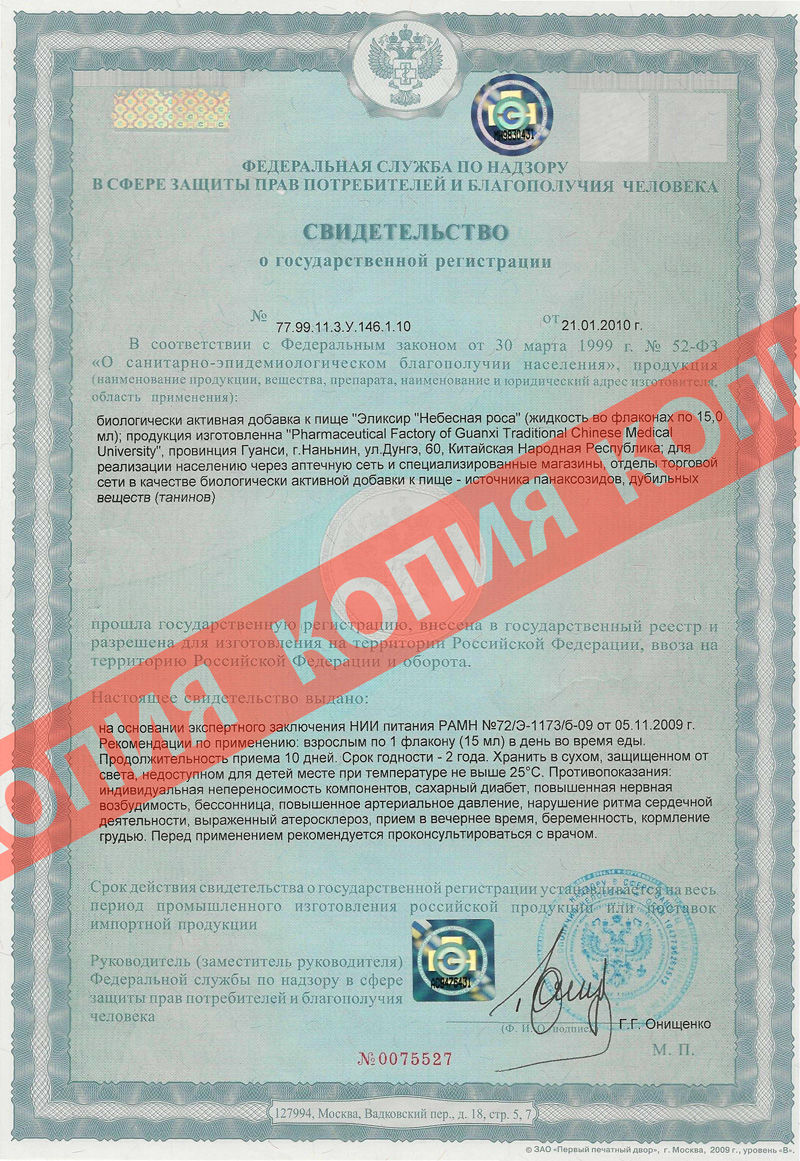 МН9830431
ФЕДЕРАЛЬНАЯ СЛУЖБА ПО НАДЗОРУ
В СФЕРЕ ЗАЩИТЫ ПРАВ ПОТРЕБИТЕЛЕЙ И БЛАГОПОЛУЧИЯ ЧЕЛОВЕКА
СВИДЕТЕЛЬСТВО
о государственной регистрации
№ 77.99.11.3.У.146.1.10 от 21.01.2010 г.
В соответствии с Федеральным законом от 30 марта 1999 г. № 52-ФЗ
«О санитарно-эпидемиологическом благополучии населения», продукция
(наименование продукции, вещества, препарата, наименование и юридический адрес изготовителя,
область применения):
биологически активная добавка к пище "Эликсир "Небесная роса" (жидкость во флаконах по 15,0
мл); продукция изготовленна "Pharmaceutical Factory of Guanxi Traditional Chinese Medical
University", провинция Гуанси, г.Наньнин, ул.Дунгэ, 60, Китайская Народная Республика; для
реализации населению через аптечную сеть и специализированные магазины, отделы торговой
сети в качестве биологически активной добавки к пище - источника панаксозидов, дубильных
веществ (танинов)
прошла государственную регистрацию, внесена в государственный реестр и
разрешена для изготовления на территории Российской Федерации, ввоза на
территорию Российской Федерации и оборота.
Настоящее свидетельство выдано:
на основании экспертного заключения НИИ питания РАМН №72/Э-1173/б-09 от 05.11.2009 г.
Рекомендации по применению: взрослым по 1 флакону (15 мл) в день во время еды.
Продолжительность приема 10 дней. Срок годности - 2 года. Хранить в сухом, защищенном от
света, недоступном для детей месте при температуре не выше 25°С. Противопоказания:
индивидуальная непереносимость компонентов, сахарный диабет, повышенная нервная
возбудимость, бессонница, повышенное артериальное давление, нарушение ритма сердечной
деятельности, выраженный атеросклероз, прием в вечернее время, беременность, кормление
грудью. Перед применением рекомендуется проконсультироваться с врачом.
КОПИЯ КОПИЯ КОПИЯ
Срок действия свидетельства о государственной регистрации устанавливается на весь
период промышленного изготовления российской продукции или поставок
импортной продукции
Руководитель (заместитель руководителя)
Федеральной службы по надзору в сфере
защиты прав потребителей и благополучия
человека
(Ф. И. О., подпись)
Г.Г. Онищенко
М. П.
№0075527
127994, Москва, Вадковский пер., д. 18, стр. 5, 7
© ЗАО «Первый печатный двор», г. Москва, 2009 г., уровень «В».